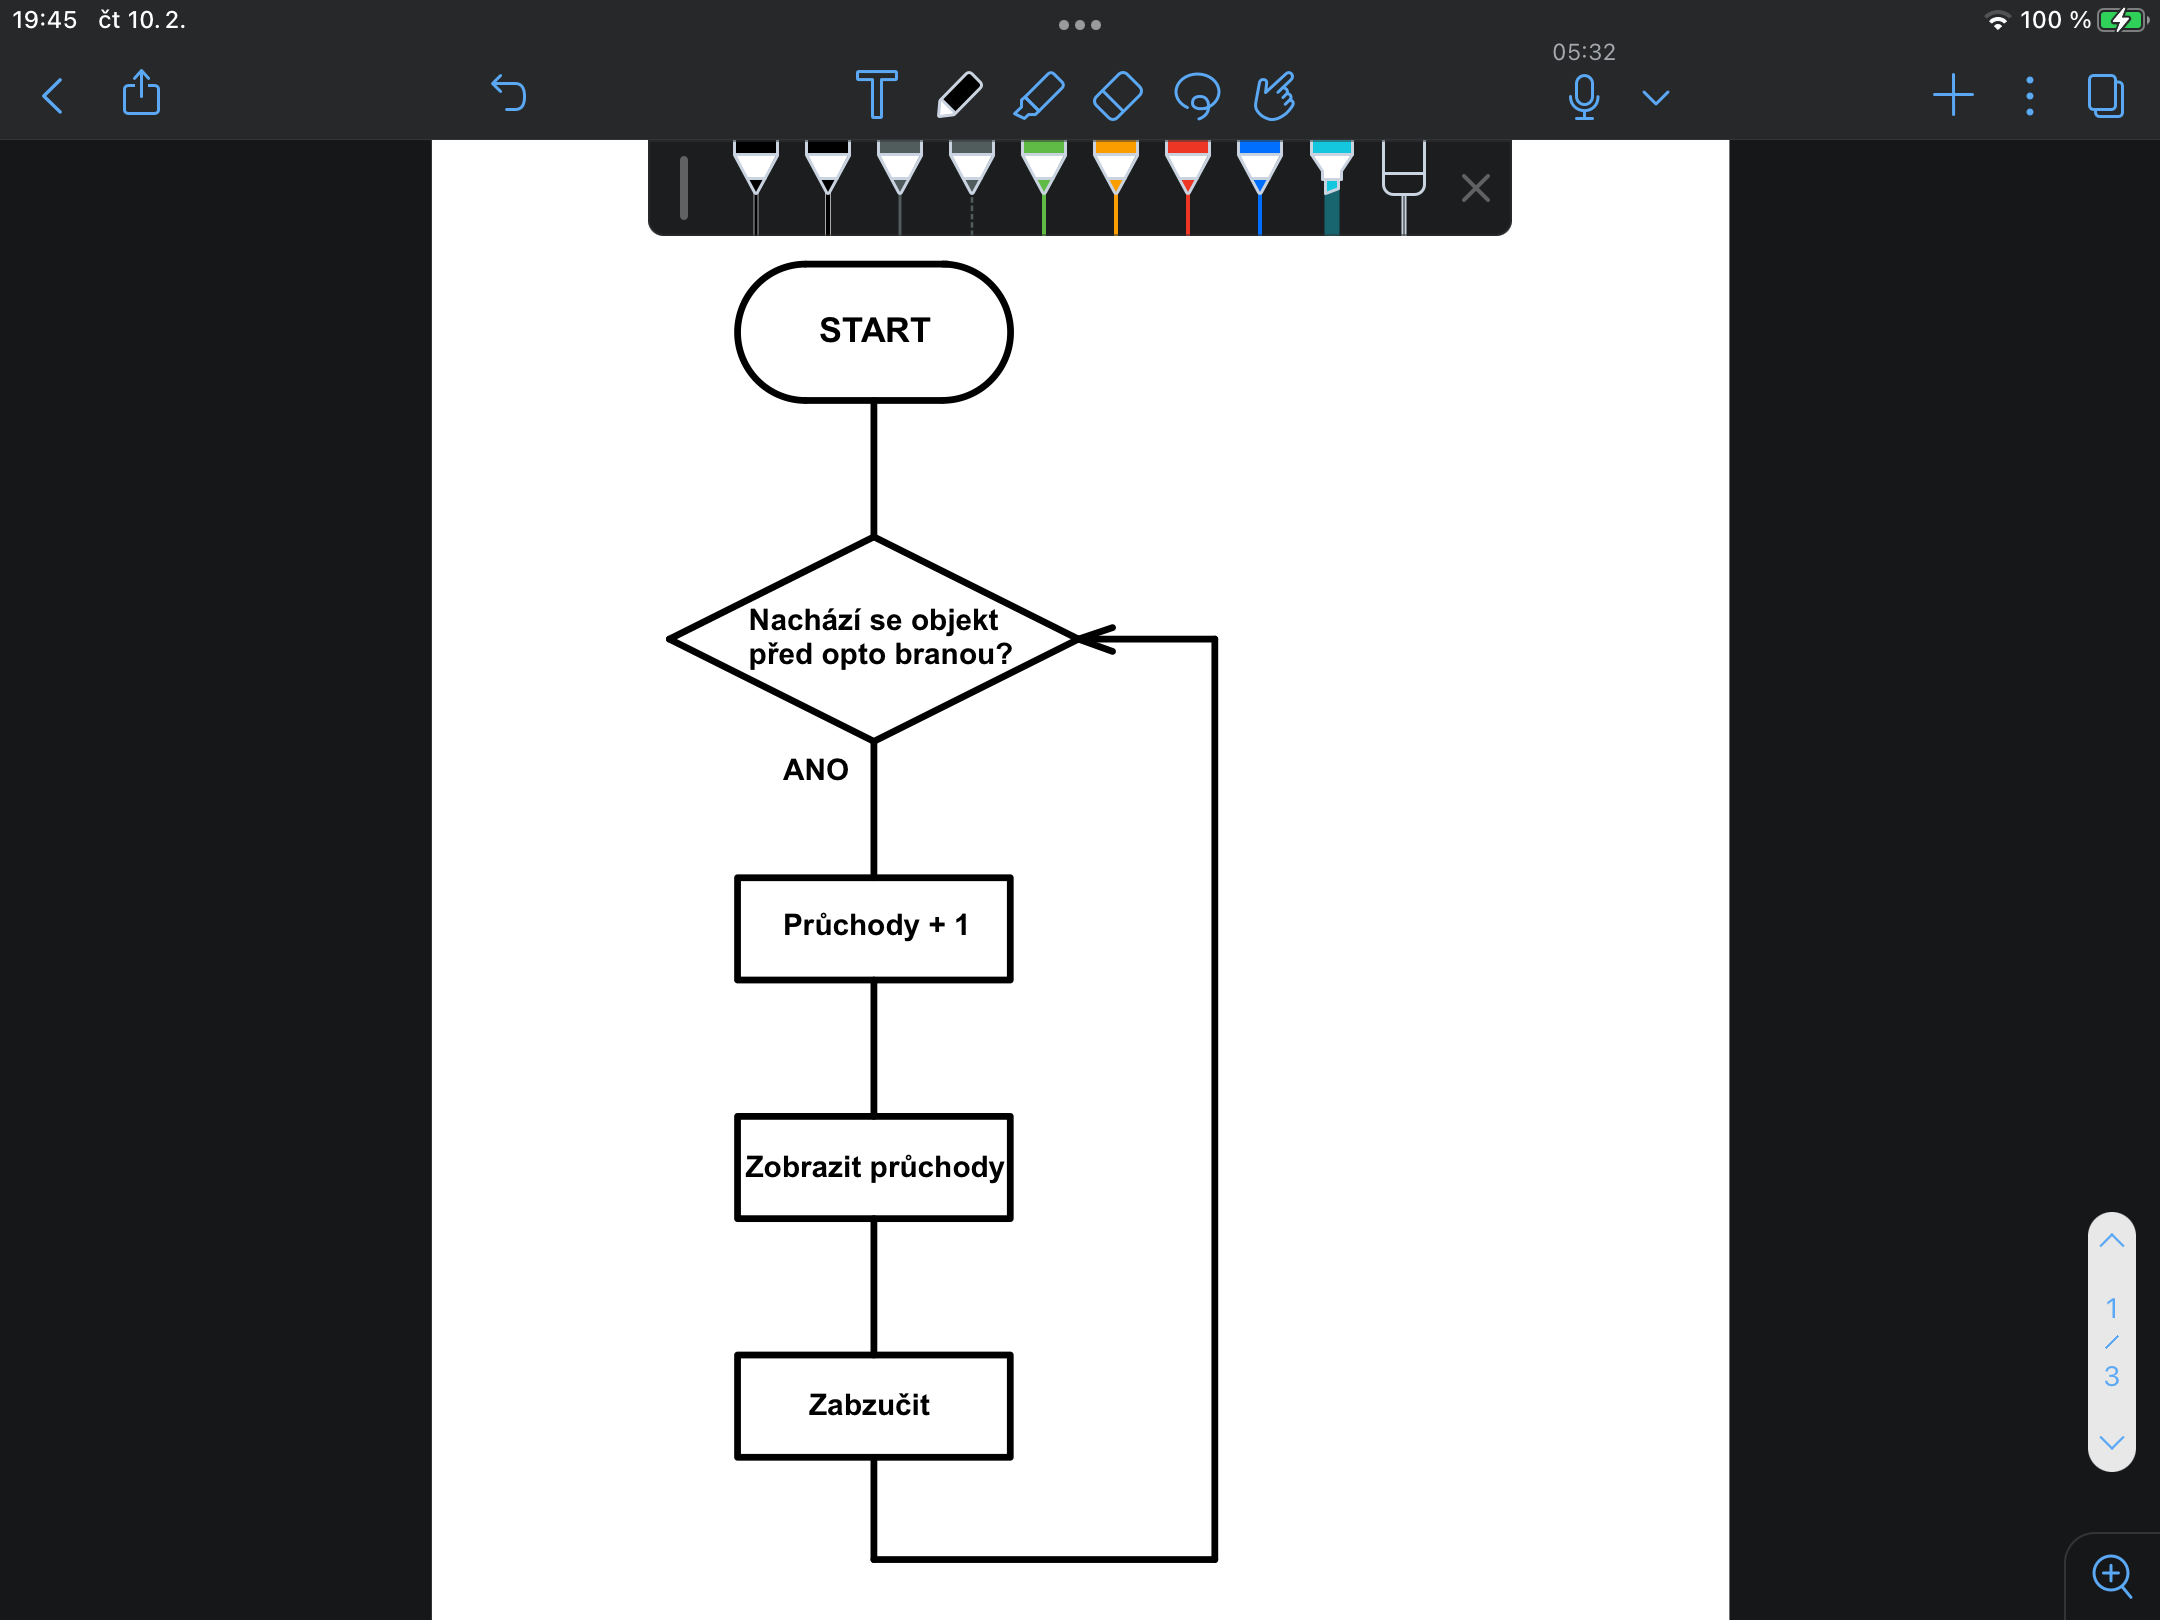 19:45 čt 10. 2.
100 %
05:32
START
Nachází se objekt
před opto branou?
ANO
Průchody + 1
Zobrazit průchody
Zabzučit
1
/
3